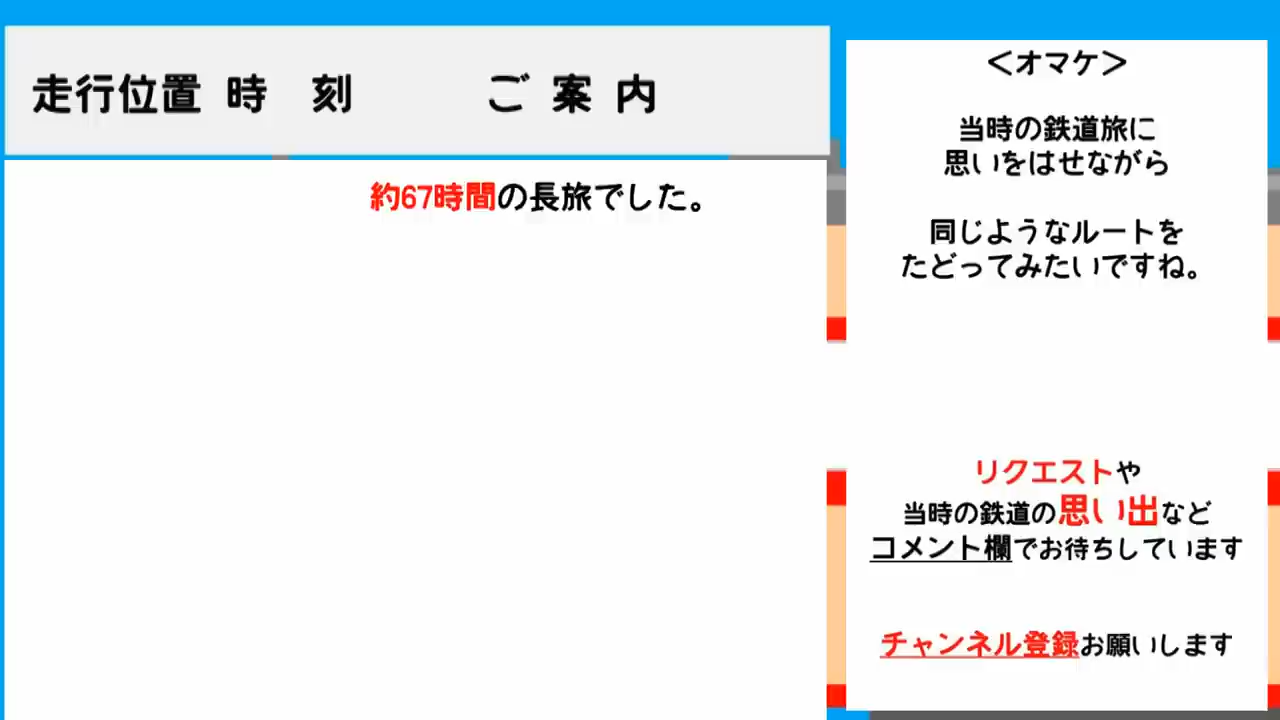 走行位置 時 刻 ご 案 内
約67時間の長旅でした。
＜オマケ＞
当時の鉄道旅に
思いをはせながら
同じようなルートを
たどってみたいですね。
リクエストや
当時の鉄道の思い出など
コメント欄でお待ちしています
チャンネル登録お願いします